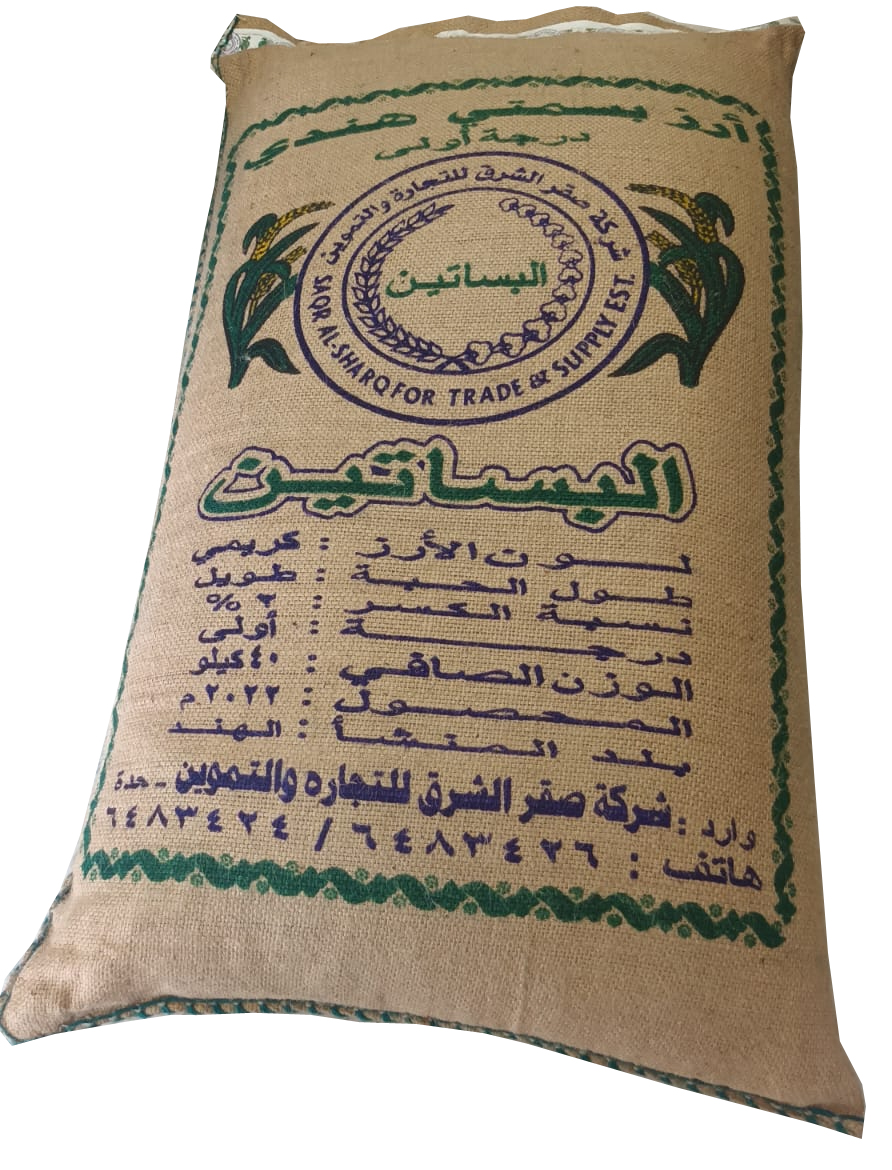 أرز بسمتي هندي
درجة أولى
شركة صقر الشرق للتجارة والتموين
البساتين
SAQR AL-SHARQ FOR TRADE & SUPPLY EST.
البساتين
لون الأرز : كريمي
طول الحبة : طويل
نسبة الكسر : ٢ %
درجة : أولى
الوزن الصافي : ٤٠ كيلو
المحصول : ٢٠٢٢ م
بلد المنشأ : الهند
وارد : شركة صقر الشرق للتجاره والتموين - جدة
هاتف : ٦٤٨٣٤٢٦ / ٦٤٨٣٤٢٤